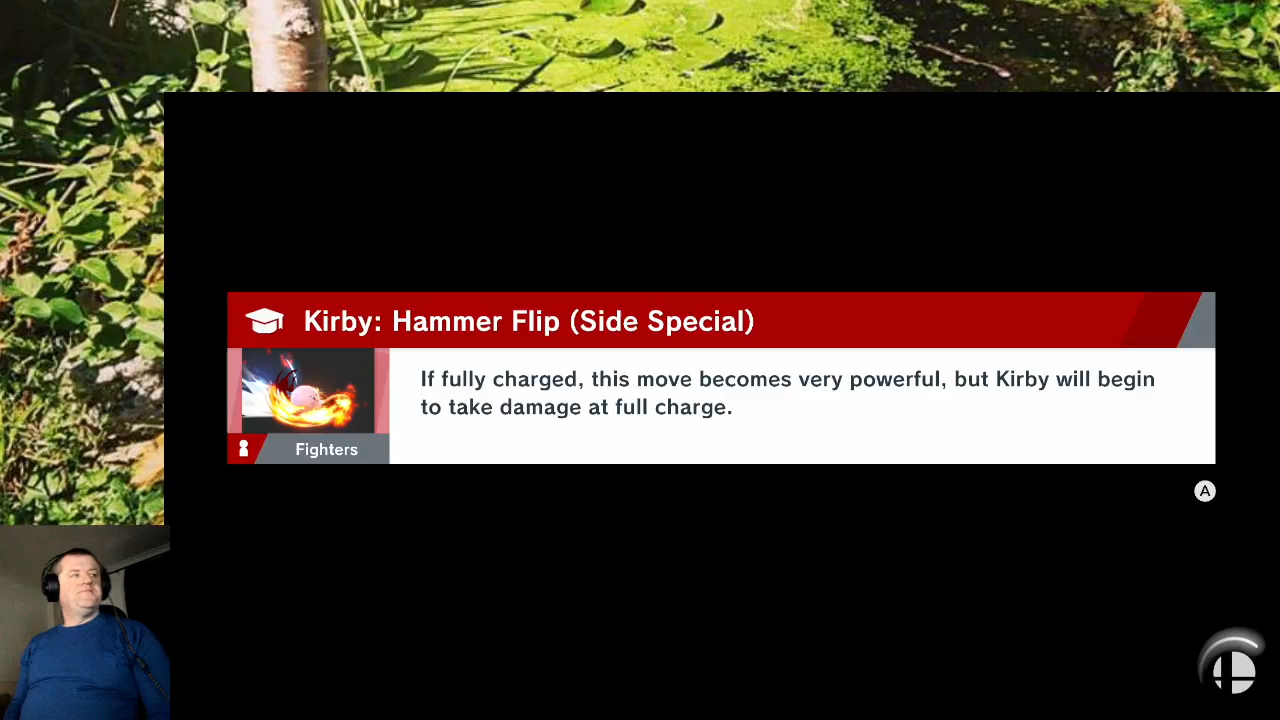 Kirby: Hammer Flip (Side Special)
If fully charged, this move becomes very powerful, but Kirby will begin
to take damage at full charge.
Fighters
A